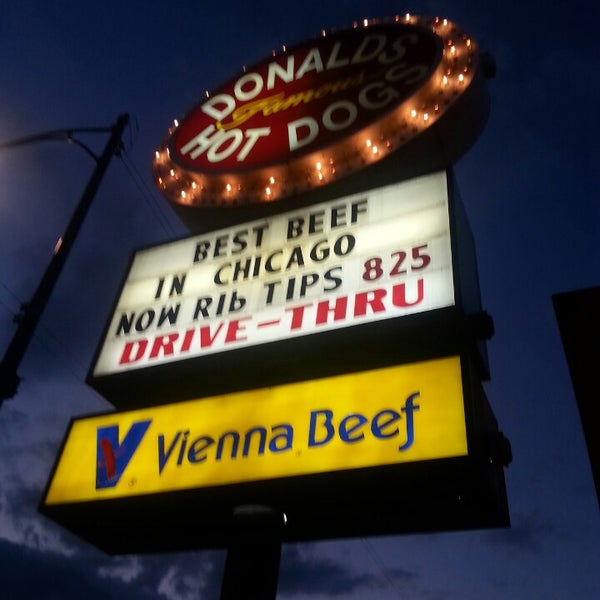 DONALDS
Famous
HOT DOGS
BEST BEEF
IN CHICAGO
NOW RIb TIPS 825
DRIVE-THRU
V Vienna Beef